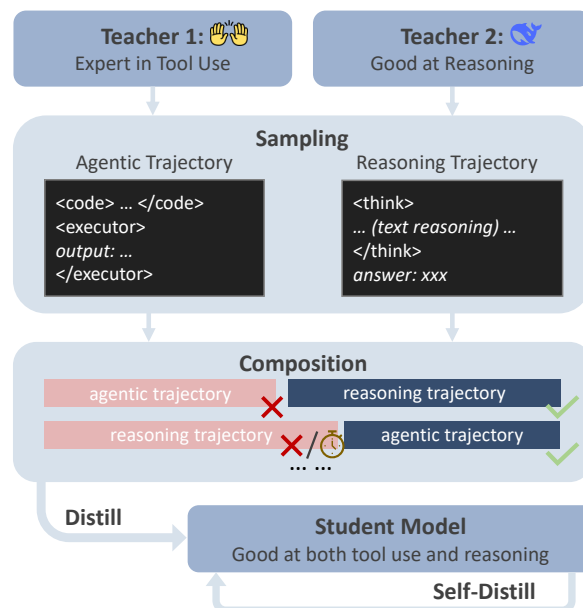 Teacher 1:
Expert in Tool Use
Teacher 2:
Good at Reasoning
Sampling
Agentic Trajectory
Reasoning Trajectory
<code> … </code>
<executor>
output: …
</executor>
<think>
… (text reasoning) …
</think>
answer: xxx
Composition
agentic trajectory
reasoning trajectory
reasoning trajectory
/
agentic trajectory
... ...
Distill
Student Model
Good at both tool use and reasoning
Self-Distill